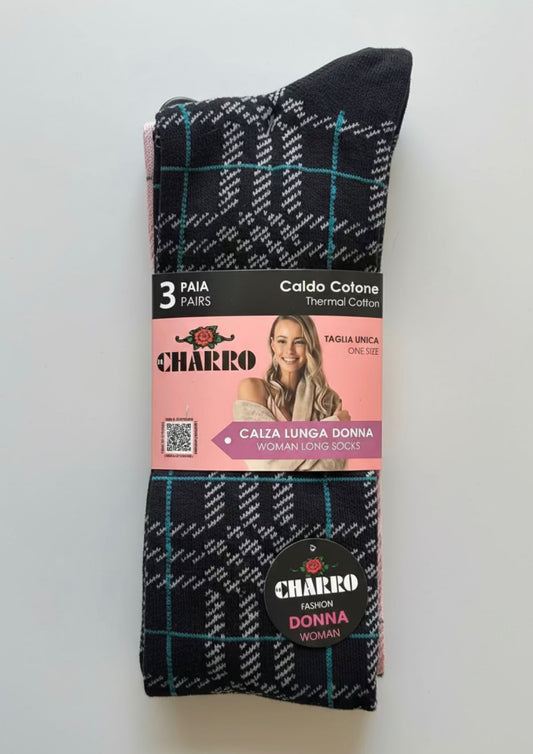 3 PAIA
PAIRS
Caldo Cotone
Thermal Cotton
TAGLIA UNICA
ONE SIZE
EL CHARRO
CALZA LUNGA DONNA
WOMAN LONG SOCKS
CHARRO
FASHION
DONNA
WOMAN